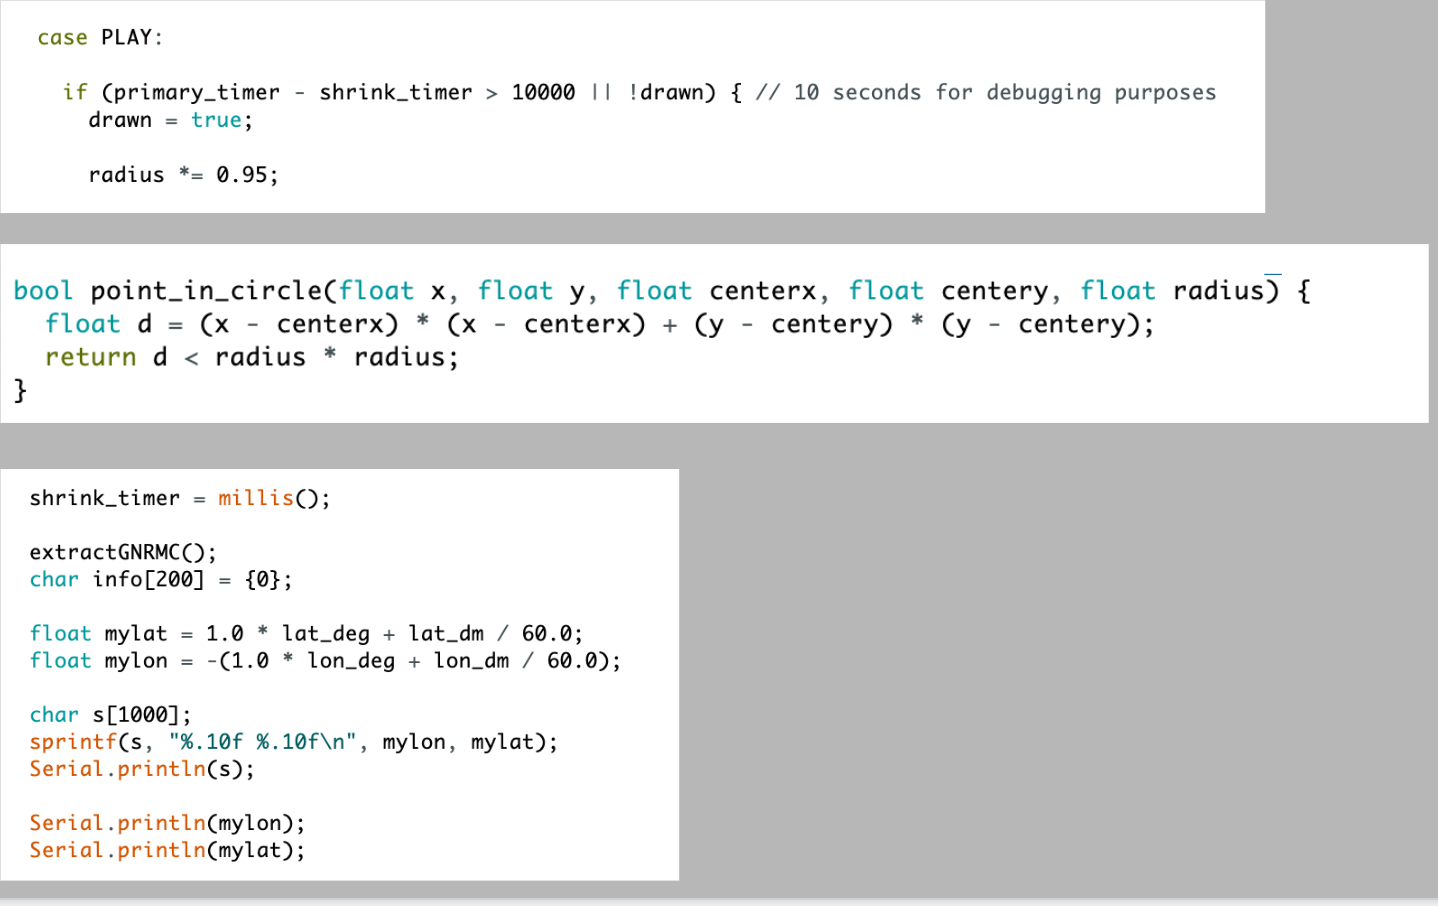 case PLAY:
if (primary_timer - shrink_timer > 10000 || !drawn) { // 10 seconds for debugging purposes
drawn = true;
radius *= 0.95;
bool point_in_circle(float x, float y, float centerx, float centery, float radius) {
float d = (x - centerx) * (x - centerx) + (y - centery) * (y - centery);
return d < radius * radius;
}
shrink_timer = millis();
extractGNRMC();
char info[200] = {0};
float mylat = 1.0 * lat_deg + lat_dm / 60.0;
float mylon = -(1.0 * lon_deg + lon_dm / 60.0);
char s[1000];
sprintf(s, "%.10f %.10f\n", mylon, mylat);
Serial.println(s);
Serial.println(mylon);
Serial.println(mylat);